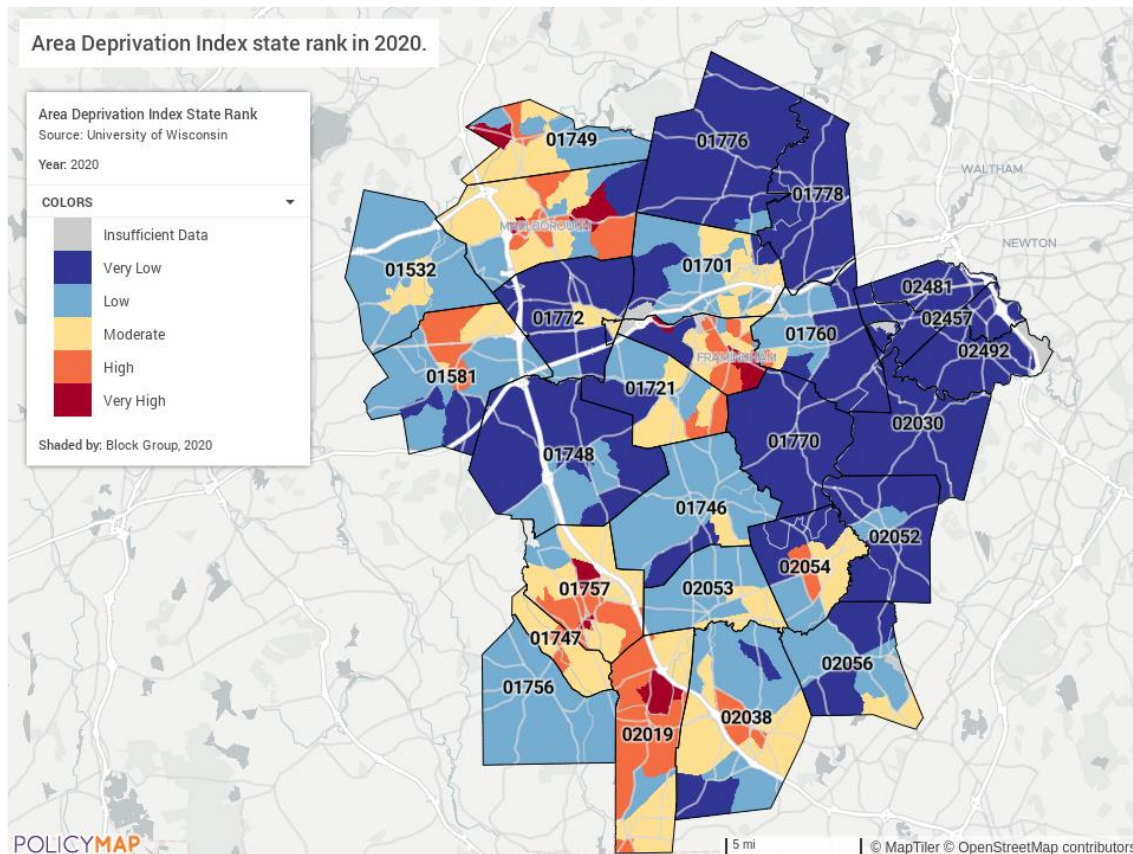 Area Deprivation Index state rank in 2020.
Area Deprivation Index State Rank
Source: University of Wisconsin
Year: 2020
COLORS
Insufficient Data
Very Low
Low
Moderate
High
Very High
Shaded by: Block Group, 2020
01749
01776
WALTHAM
01778
MARLBOROUGH
NEWTON
01532
01701
02481
01772
02457
01760
02492
FRAMINGHAM
01581
01721
02030
01770
01748
01746
02052
02054
01757
02053
01747
02056
01756
02038
02019
POLICYMAP
5 mi
© MapTiler © OpenStreetMap contributors